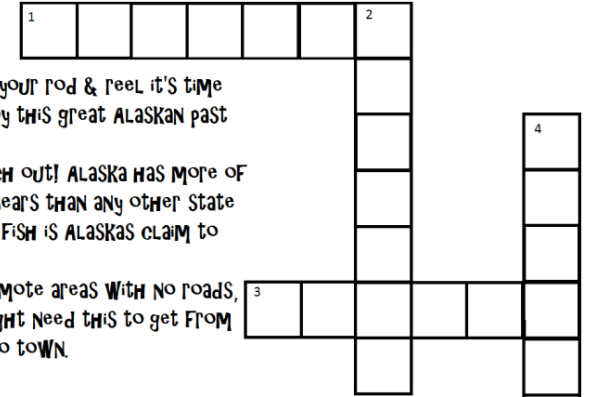 1
2
your rod & reel it's time
y this great Alaskan past
4
h out! Alaska has more of
ears than any other state
fish is Alaskas claim to
mote areas with no roads,
3
ght need this to get from
o town.